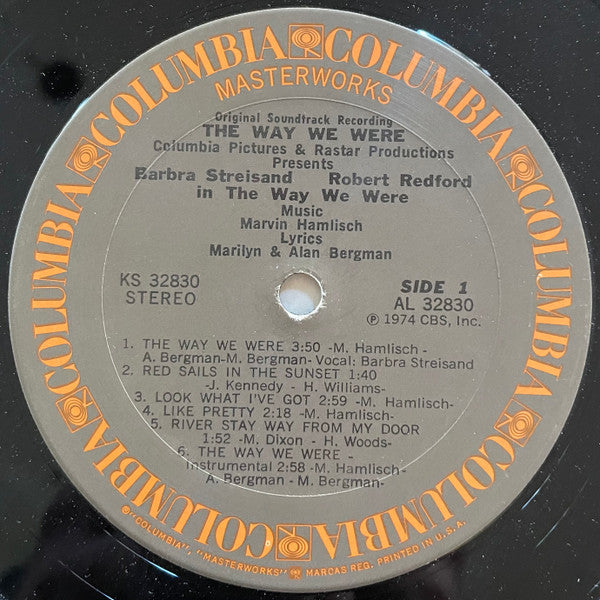 COLUMBIA COLUMBIA COLUMBIA COLUMBIA COLUMBIA COLUMBIA COLUMBIA
MASTERWORKS
Original Soundtrack Recording
THE WAY WE WERE
Columbia Pictures & Rastar Productions
Presents
Barbra Streisand Robert Redford
in The Way We Were
Music
Marvin Hamlisch
Lyrics
Marilyn & Alan Bergman
KS 32830
STEREO
SIDE 1
AL 32830
℗ 1974 CBS, Inc.
1. THE WAY WE WERE 3:50 -M. Hamlisch -
A. Bergman-M. Bergman- Vocal: Barbra Streisand
2. RED SAILS IN THE SUNSET 1:40
-J. Kennedy - H. Williams-
3. LOOK WHAT I'VE GOT 2:59 -M. Hamlisch-
4. LIKE PRETTY 2:18 -M. Hamlisch-
5. RIVER STAY WAY FROM MY DOOR
1:52 -M. Dixon - H. Woods-
6. THE WAY WE WERE -
Instrumental 2:58 -M. Hamlisch-
A. Bergman - M. Bergman-
®"COLUMBIA", "MASTERWORKS" MARCAS REG. PRINTED IN U.S.A.